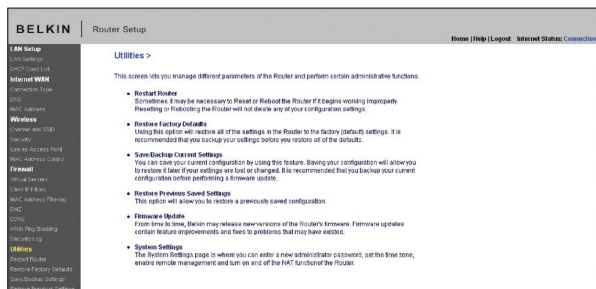 BELKIN
Router Setup
Home | Help | Logout Internet Status: Connection
LAN Setup
LAN Settings
DHCP Client List
Internet WAN
Connection Type
DNS
MAC Address
Wireless
Channel and SSID
Security
Use as Access Point
MAC Address Control
Firewall
Virtual Servers
Client IP Filters
MAC Address Filtering
DMZ
DDNS
WAN Ping Blocking
Security Log
Utilities
Restart Router
Restore Factory Defaults
Save/Backup Settings
Restore Previous Settings
Utilities >
This screen lets you manage different parameters of the Router and perform certain administrative functions.
• Restart Router
Sometimes it may be necessary to Reset or Reboot the Router if it begins working improperly.
Resetting or Rebooting the Router will not delete any of your configuration settings.
• Restore Factory Defaults
Using this option will restore all of the settings in the Router to the factory (default) settings. It is
recommended that you backup your settings before you restore all of the defaults.
• Save/Backup Current Settings
You can save your current configuration by using this feature. Saving your configuration will allow you
to restore it later if your settings are lost or changed. It is recommended that you backup your current
configuration before performing a firmware update.
• Restore Previous Saved Settings
This option will allow you to restore a previously saved configuration.
• Firmware Update
From time to time, Belkin may release new versions of the Router's firmware. Firmware updates
contain feature improvements and fixes to problems that may have existed.
• System Settings
The System Settings page is where you can enter a new administrator password, set the time zone,
enable remote management and turn on and off the NAT function of the Router.